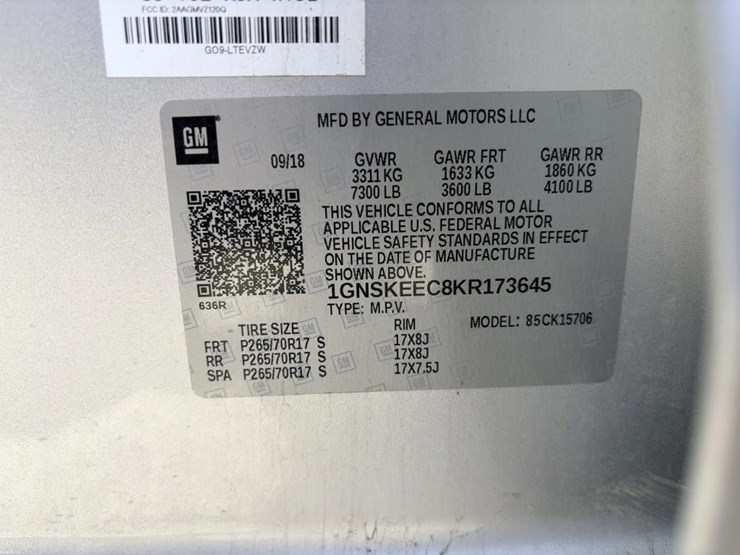 FCC ID: 2AAGMVZ120Q
GO9-LTEVZW
GM
MFD BY GENERAL MOTORS LLC
09/18
GVWR GAWR FRT GAWR RR
3311 KG 1633 KG 1860 KG
7300 LB 3600 LB 4100 LB
THIS VEHICLE CONFORMS TO ALL
APPLICABLE U.S. FEDERAL MOTOR
VEHICLE SAFETY STANDARDS IN EFFECT
ON THE DATE OF MANUFACTURE
SHOWN ABOVE.
1GNSKEEC8KR173645
636R
TYPE: M.P.V.
MODEL: 85CK15706
TIRE SIZE RIM
FRT P265/70R17 S 17X8J
RR P265/70R17 S 17X8J
SPA P265/70R17 S 17X7.5J